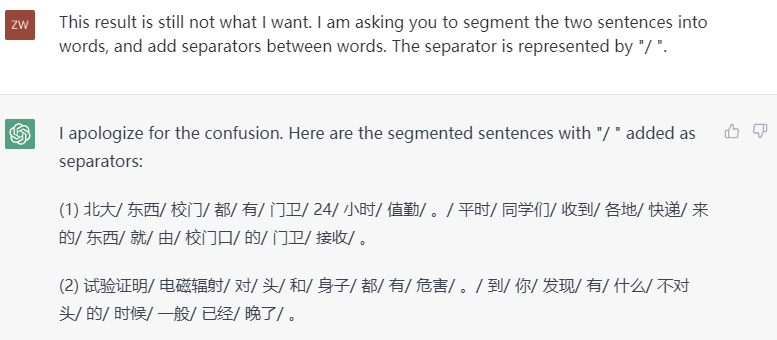 ZW
This result is still not what I want. I am asking you to segment the two sentences into
words, and add separators between words. The separator is represented by "/ ".
I apologize for the confusion. Here are the segmented sentences with "/ " added as
separators:
(1) 北大/ 东西/ 校门/ 都/ 有/ 门卫/ 24/ 小时/ 值勤/ 。/ 平时/ 同学们/ 收到/ 各地/ 快递/ 来
的/ 东西/ 就/ 由/ 校门口/ 的/ 门卫/ 接收/ 。
(2) 试验证明/ 电磁辐射/ 对/ 头/ 和/ 身子/ 都/ 有/ 危害/ 。/ 到/ 你/ 发现/ 有/ 什么/ 不对
头/ 的/ 时候/ 一般/ 已经/ 晚了/ 。